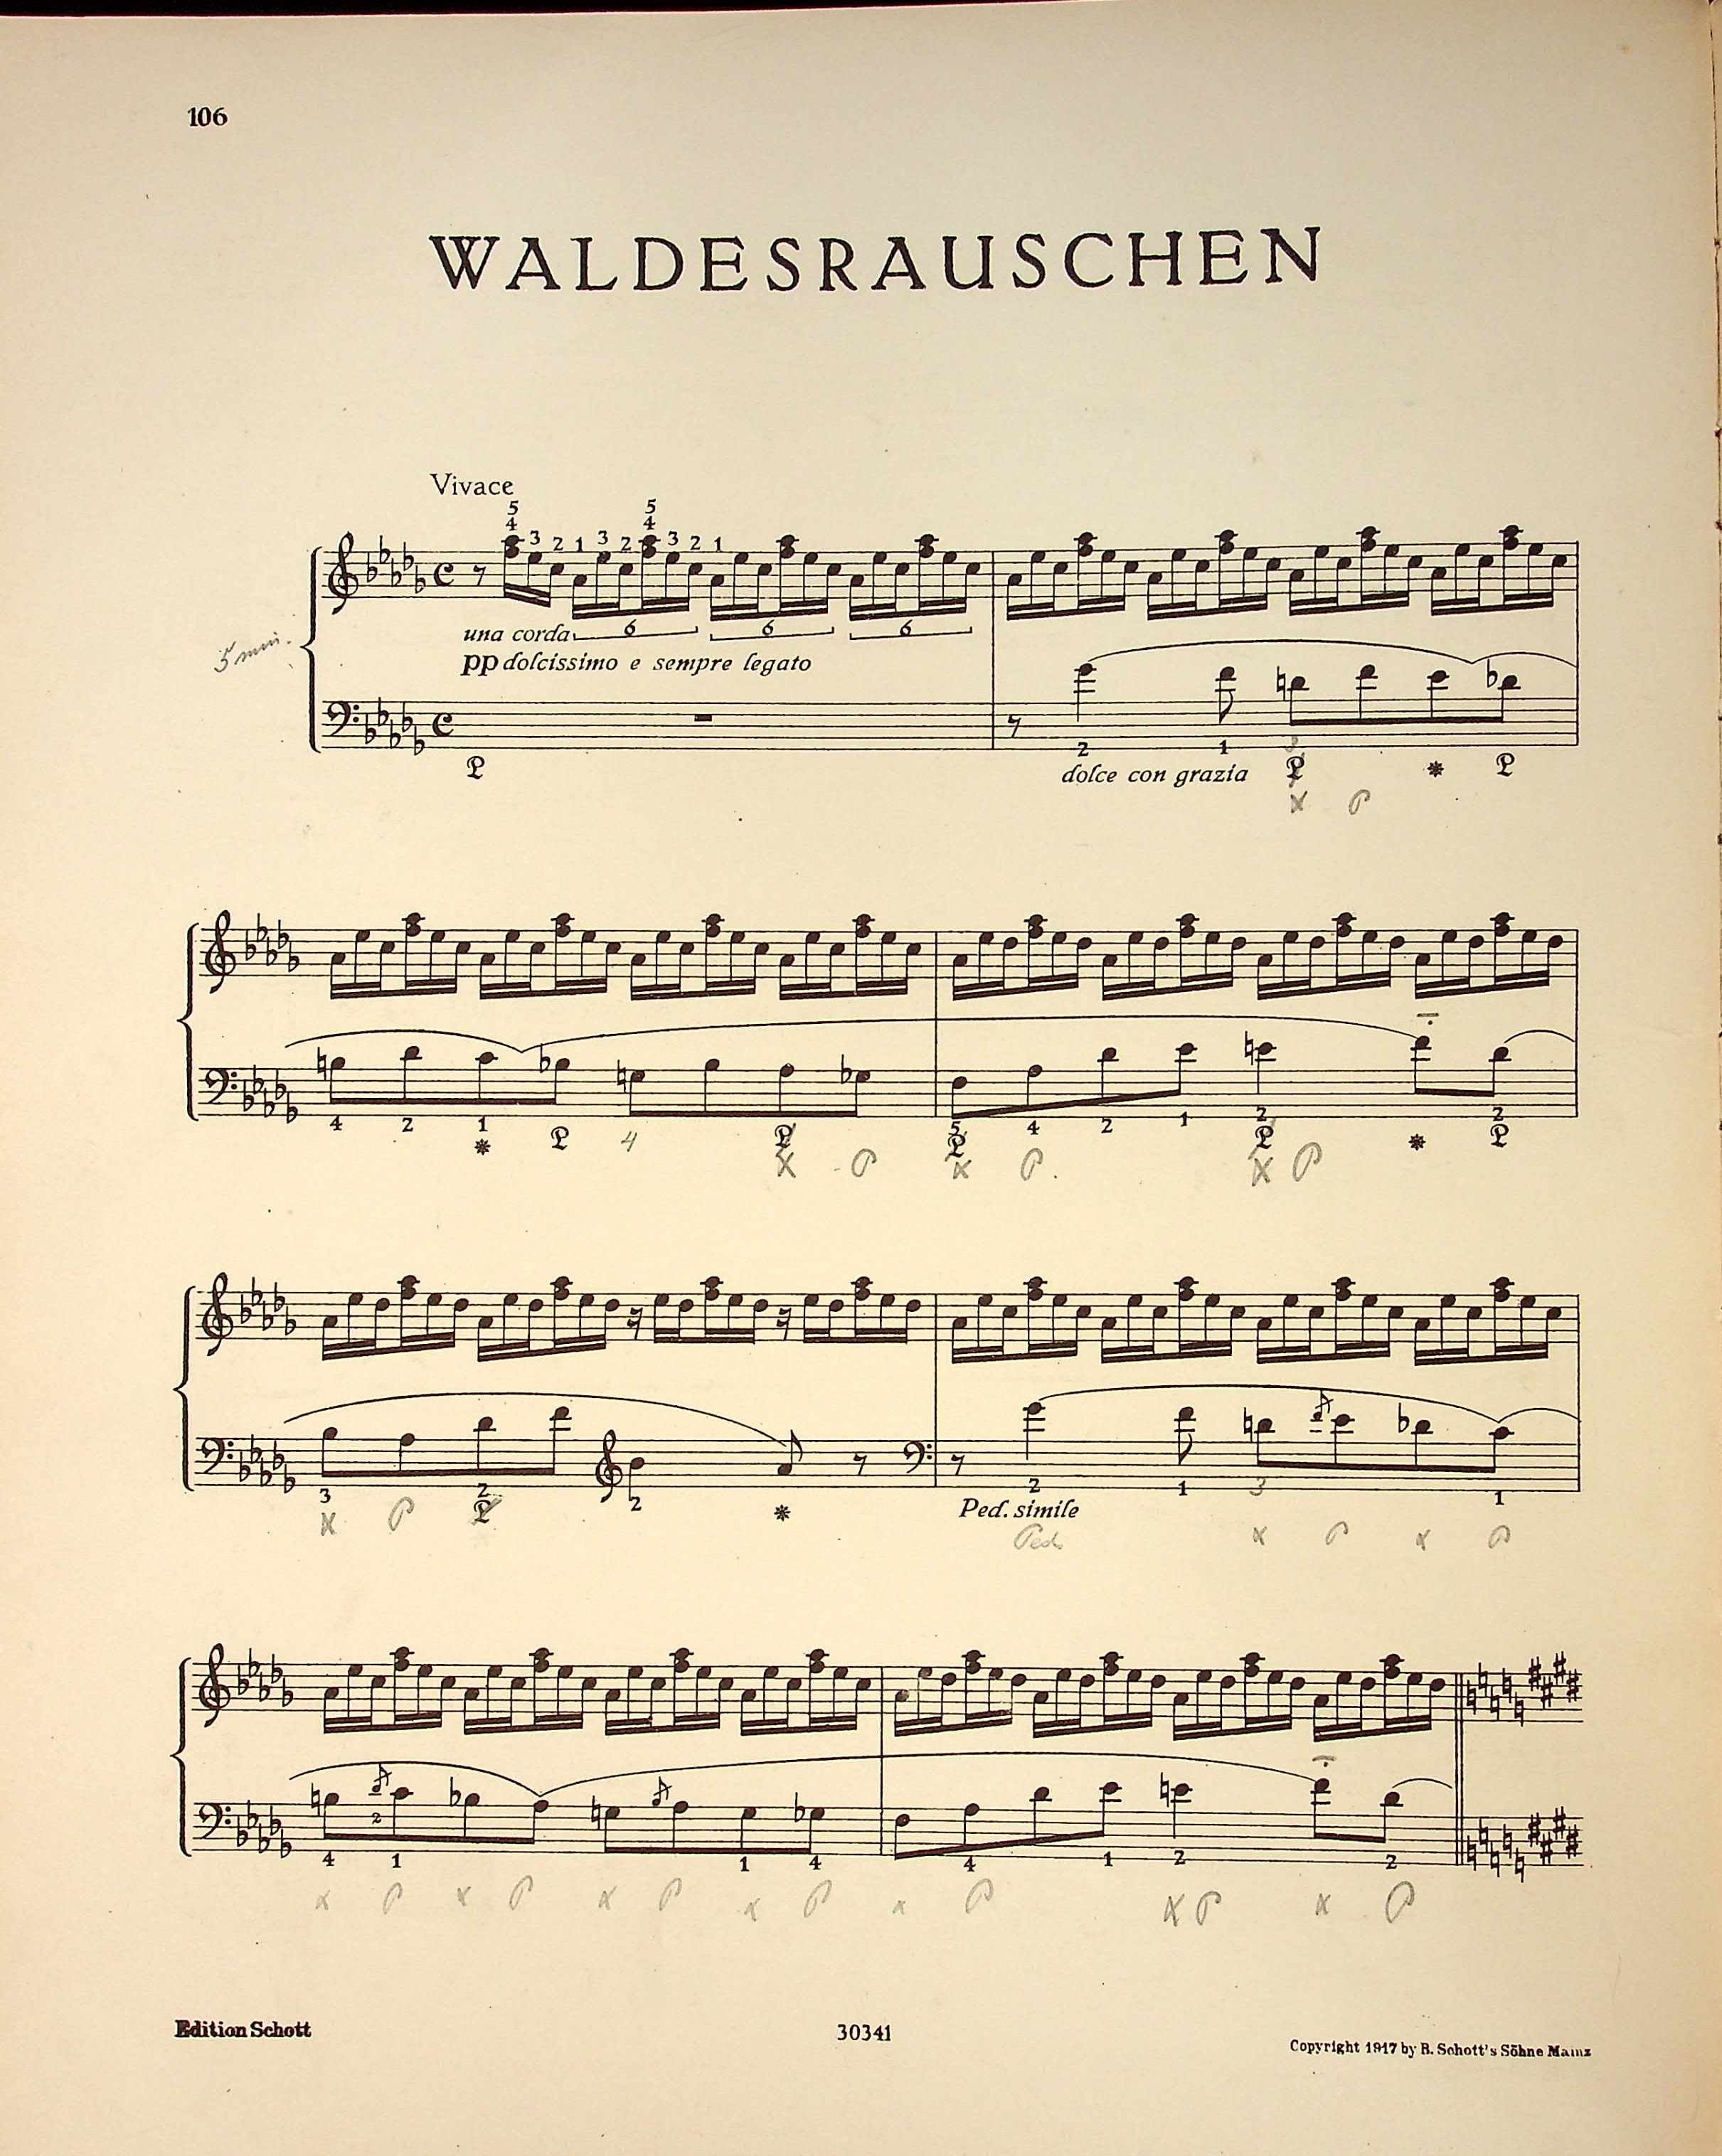 106
WALDESRAUSCHEN
Vivace
5 5
4 3 2 1 3 2 4 3 2 1
una corda 6 6 6
pp dolcissimo e sempre legato
5 min.
2 1 3
dolce con grazia P * P
x P
4 2 1 * P 4 P 5 4 2 1 2 * 2
P P P
x P x P. x P
3 2 2 2 1 3 1
P * Ped. simile
x P Ped x P x P
2
4 1 1 4 4 1 2 2
x P x P x P x P x P x P x P
Edition Schott
30341
Copyright 1917 by B. Schott's Söhne Mainz